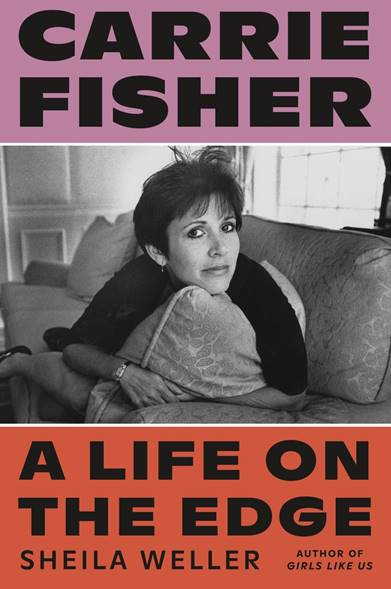 CARRIE
FISHER
A LIFE ON
THE EDGE
SHEILA WELLER
AUTHOR OF
GIRLS LIKE US